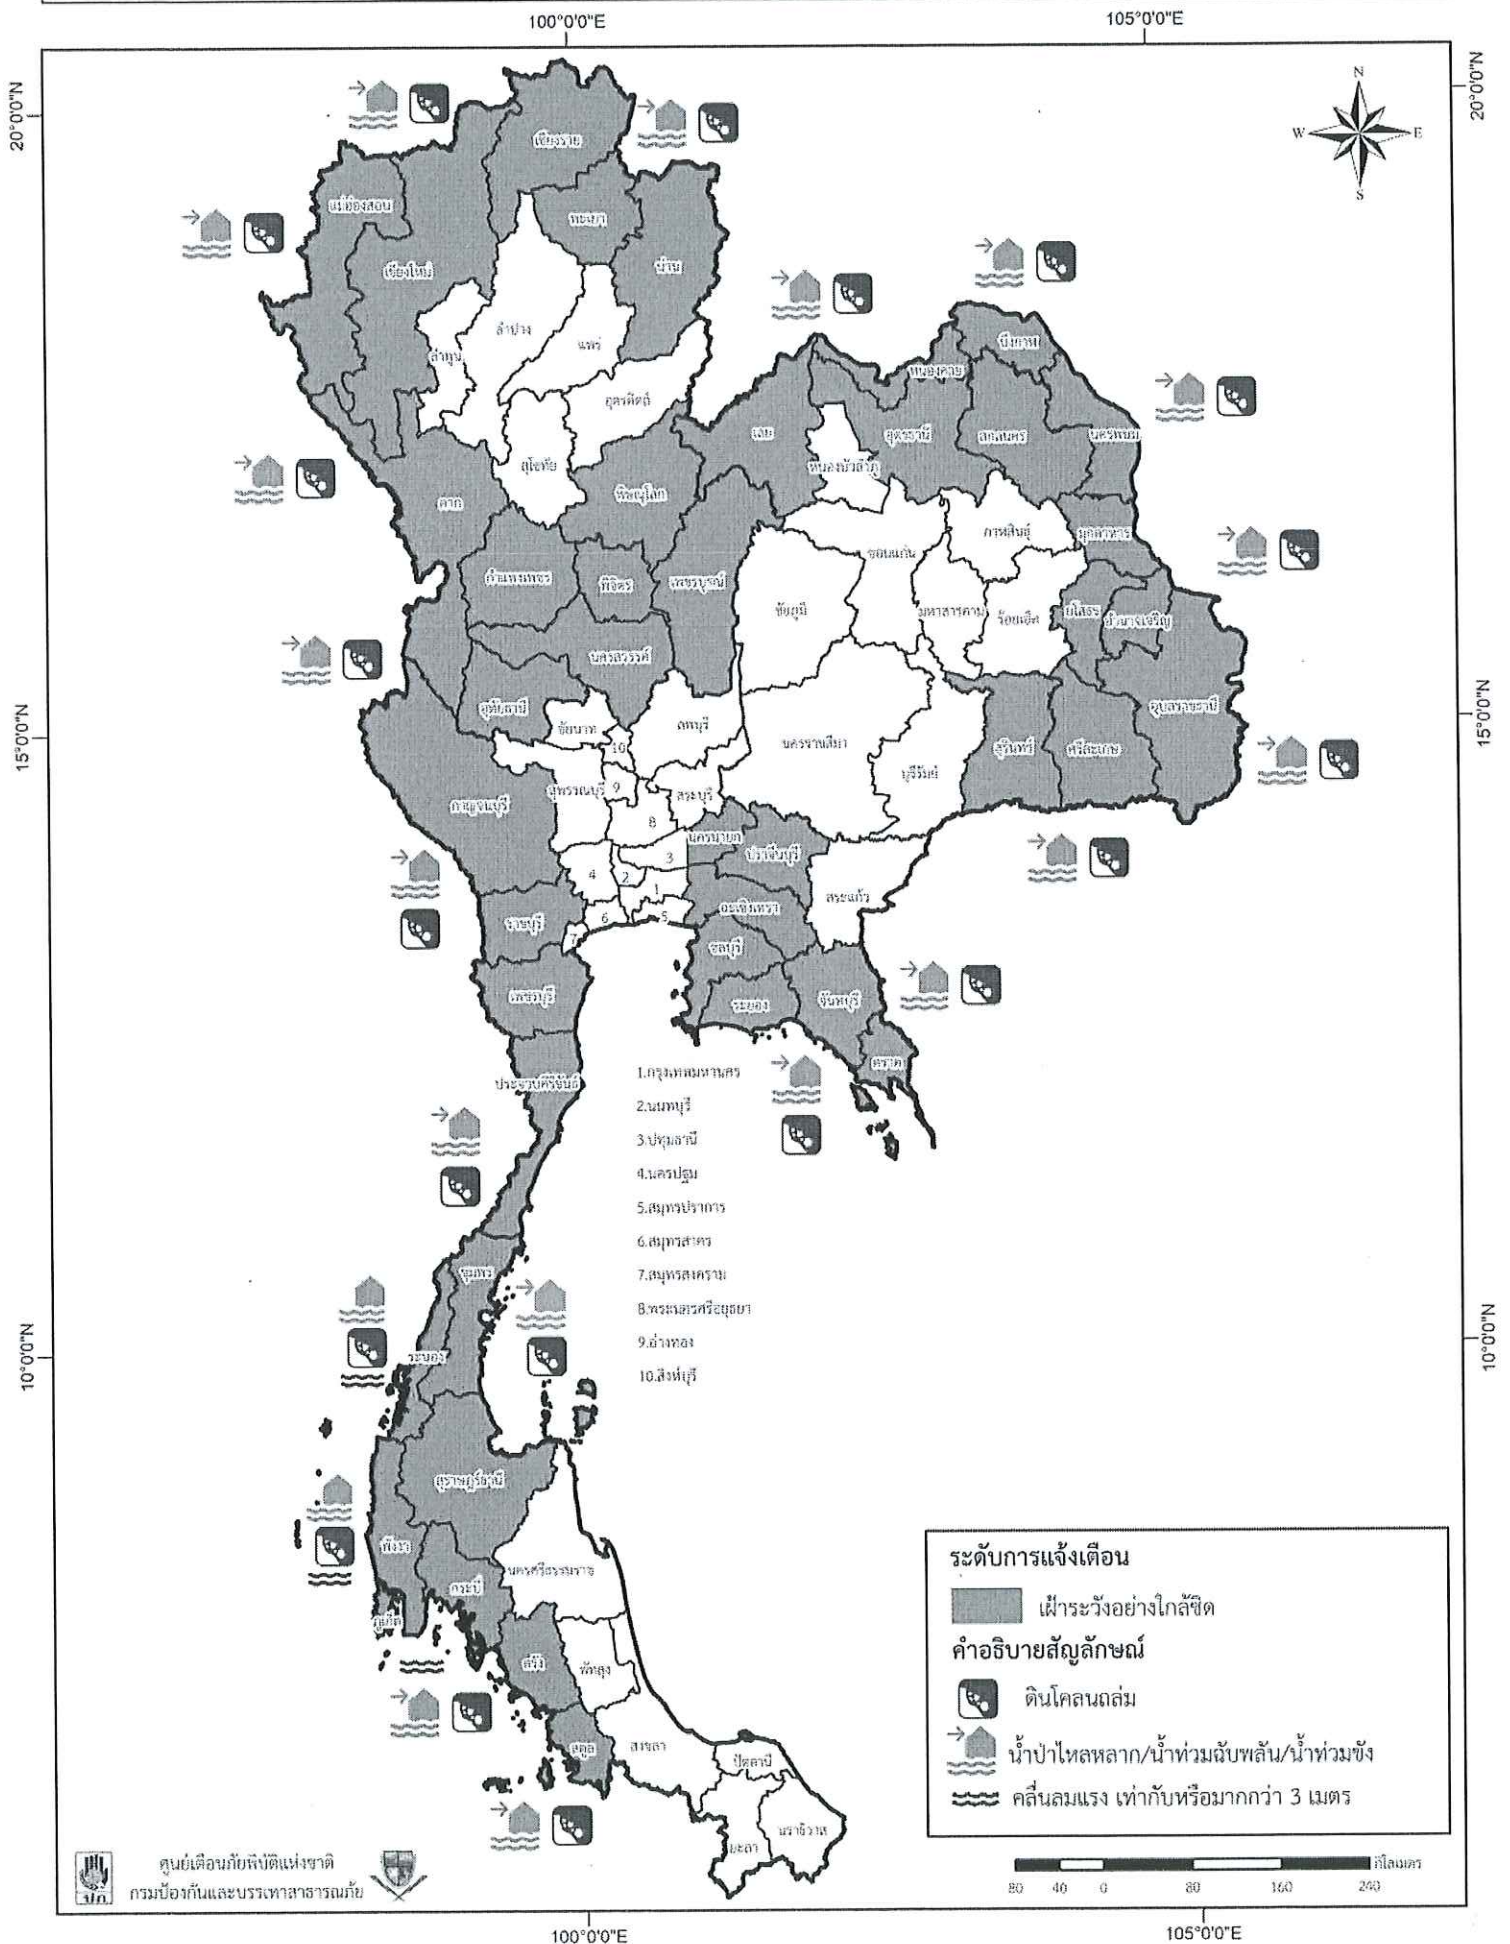 100°0'0"E 105°0'0"E
20°0'0"N 20°0'0"N
N
W E
S
เชียงราย
แม่ฮ่องสอน
พะเยา
เชียงใหม่
น่าน
ลำปาง
แพร่
ลำพูน
บึงกาฬ
หนองคาย
อุตรดิตถ์
เลย
อุดรธานี
สกลนคร
นครพนม
สุโขทัย
หนองบัวลำภู
พิษณุโลก
ตาก
กาฬสินธุ์
มุกดาหาร
ขอนแก่น
กำแพงเพชร
พิจิตร
เพชรบูรณ์
ชัยภูมิ
มหาสารคาม
ร้อยเอ็ด
ยโสธร
อำนาจเจริญ
นครสวรรค์
อุทัยธานี
ชัยนาท
ลพบุรี
อุบลราชธานี
15°0'0"N 15°0'0"N
10
นครราชสีมา
สุรินทร์
ศรีสะเกษ
บุรีรัมย์
กาญจนบุรี
สุพรรณบุรี
9
สระบุรี
8
นครนายก
ปราจีนบุรี
3
4
2
1
สระแก้ว
ราชบุรี
6
5
ฉะเชิงเทรา
7
ชลบุรี
เพชรบุรี
ระยอง
จันทบุรี
ตราด
ประจวบคีรีขันธ์
1.กรุงเทพมหานคร
2.นนทบุรี
3.ปทุมธานี
4.นครปฐม
5.สมุทรปราการ
6.สมุทรสาคร
7.สมุทรสงคราม
8.พระนครศรีอยุธยา
9.อ่างทอง
10.สิงห์บุรี
ชุมพร
ระนอง
10°0'0"N 10°0'0"N
สุราษฎร์ธานี
พังงา
กระบี่
นครศรีธรรมราช
ภูเก็ต
ตรัง
พัทลุง
สตูล
สงขลา
ปัตตานี
ยะลา
นราธิวาส
ระดับการแจ้งเตือน
เฝ้าระวังอย่างใกล้ชิด
คำอธิบายสัญลักษณ์
ดินโคลนถล่ม
น้ำป่าไหลหลาก/น้ำท่วมฉับพลัน/น้ำท่วมขัง
คลื่นลมแรง เท่ากับหรือมากกว่า 3 เมตร
กิโลเมตร
80 40 0 80 160 240
ปภ.
ศูนย์เตือนภัยพิบัติแห่งชาติ
กรมป้องกันและบรรเทาสาธารณภัย
100°0'0"E 105°0'0"E